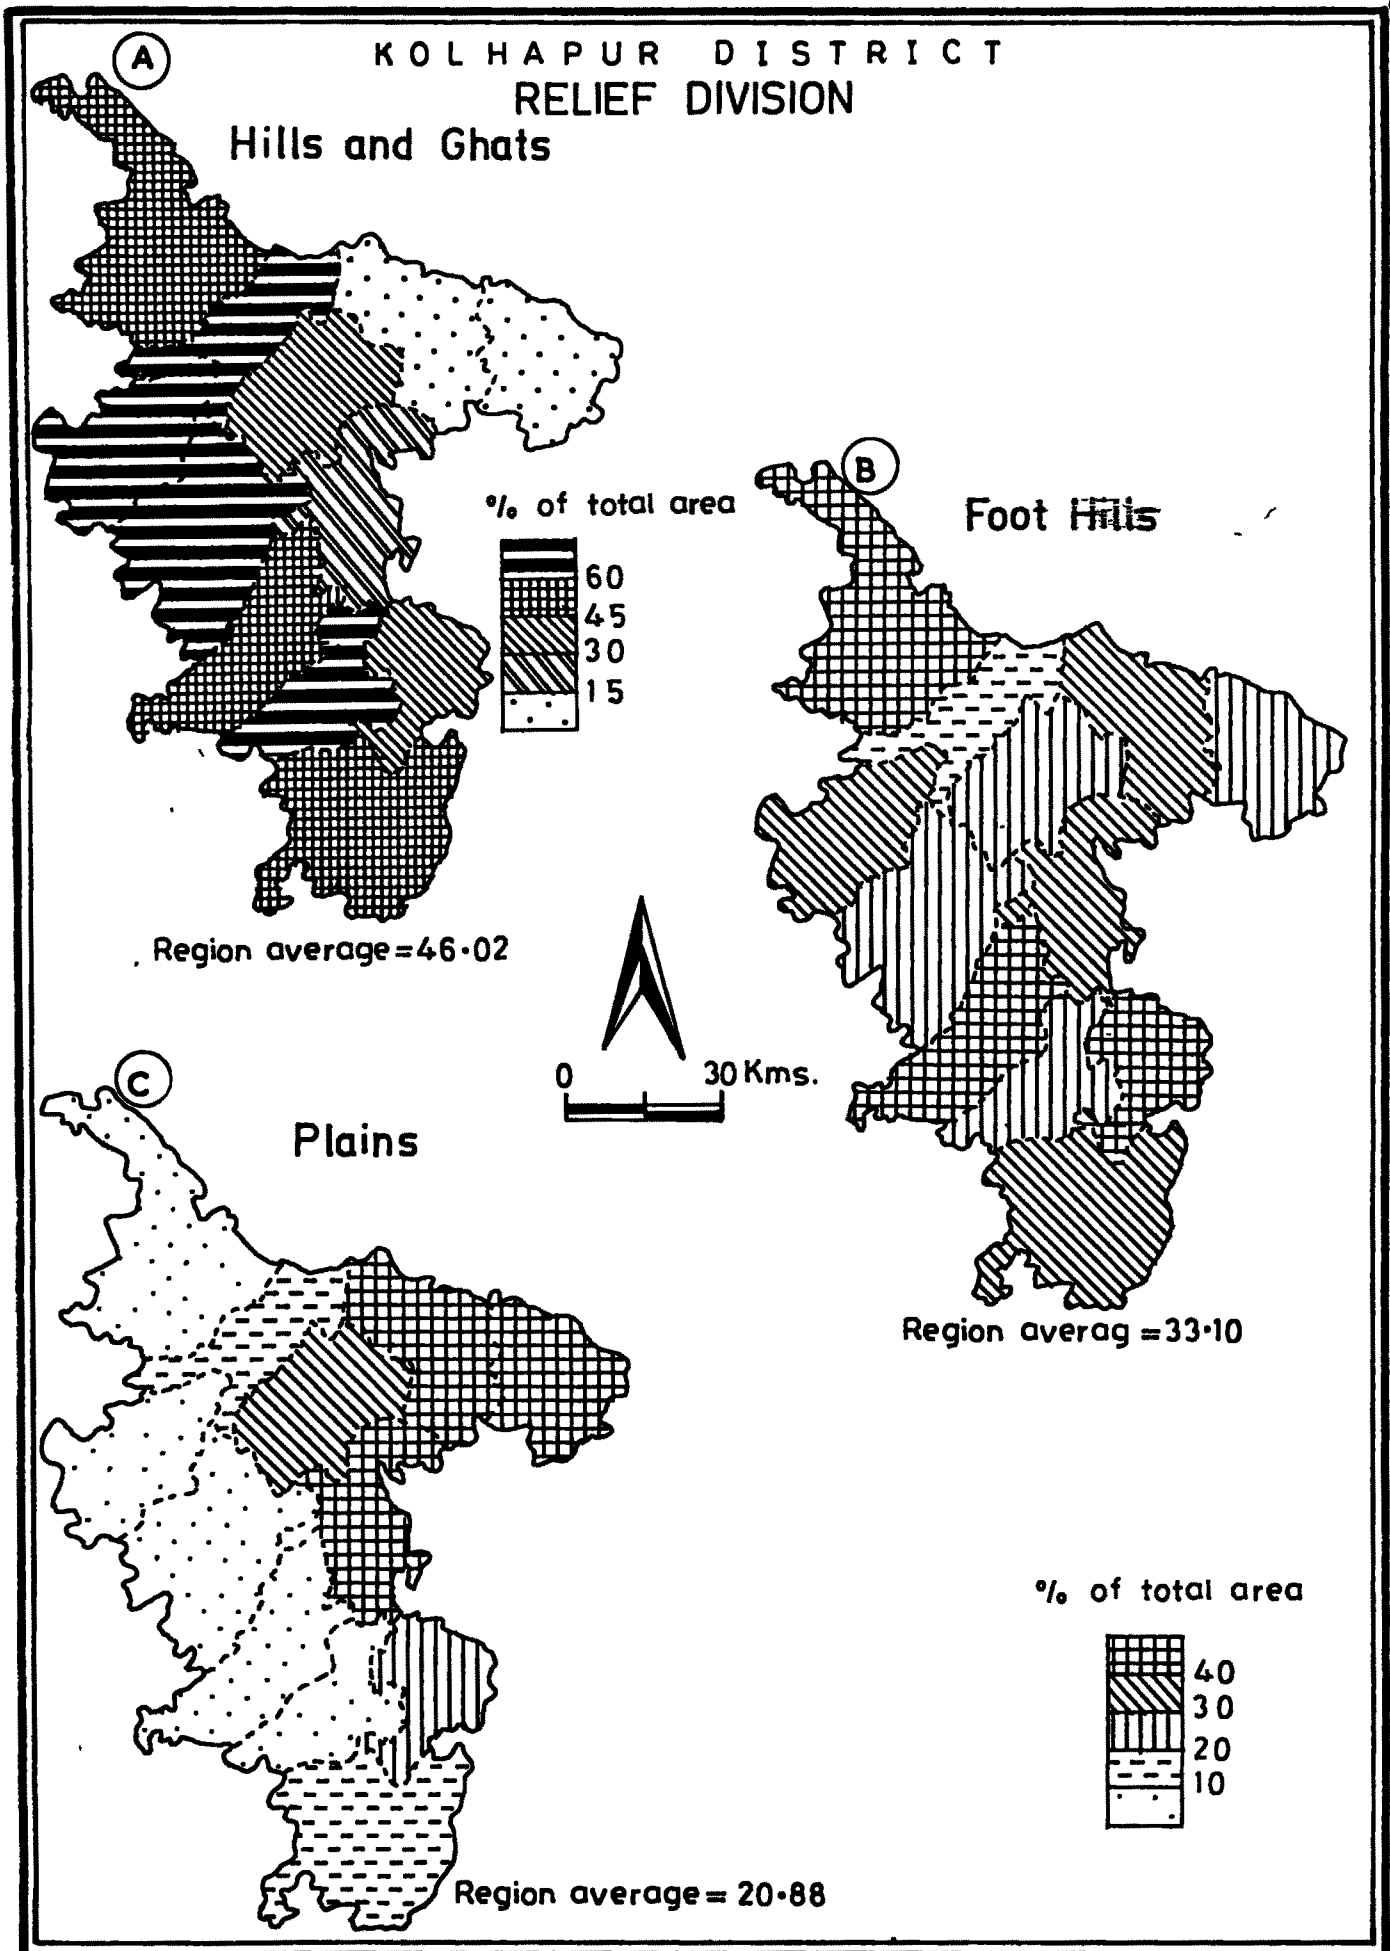 KOLHAPUR DISTRICT
RELIEF DIVISION
A
Hills and Ghats
% of total area
60
45
30
15
Region average=46·02
B
Foot Hills
Region averag =33·10
0 30 Kms.
C
Plains
Region average= 20·88
% of total area
40
30
20
10